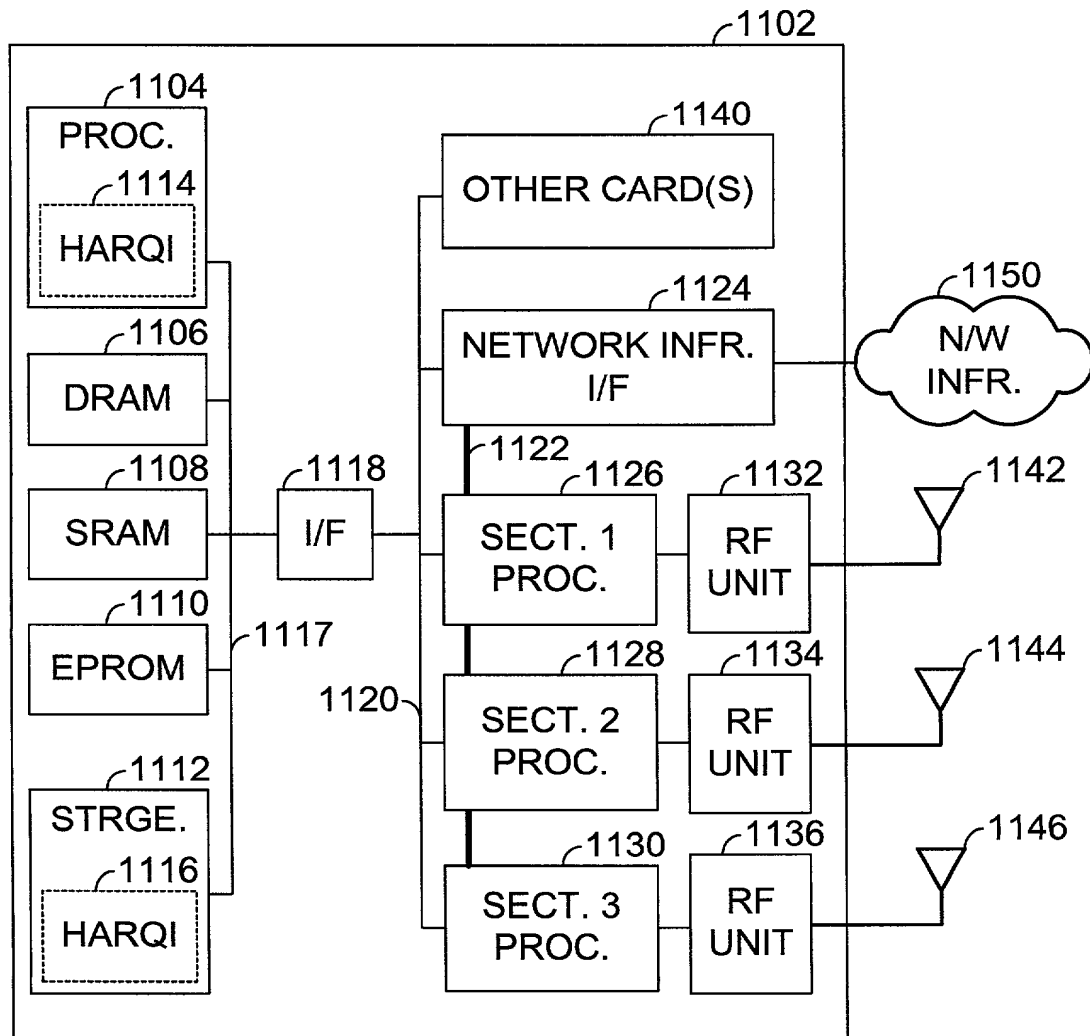 1102
1104
PROC.
1114
HARQI
1106
DRAM
1108
SRAM
1110
EPROM
1117
1112
STRGE.
1116
HARQI
1118
I/F
1120
1140
OTHER CARD(S)
1124
NETWORK INFR.
I/F
1150
N/W
INFR.
1122
1126
SECT. 1
PROC.
1132
RF
UNIT
1142
1128
SECT. 2
PROC.
1134
RF
UNIT
1144
1130
SECT. 3
PROC.
1136
RF
UNIT
1146